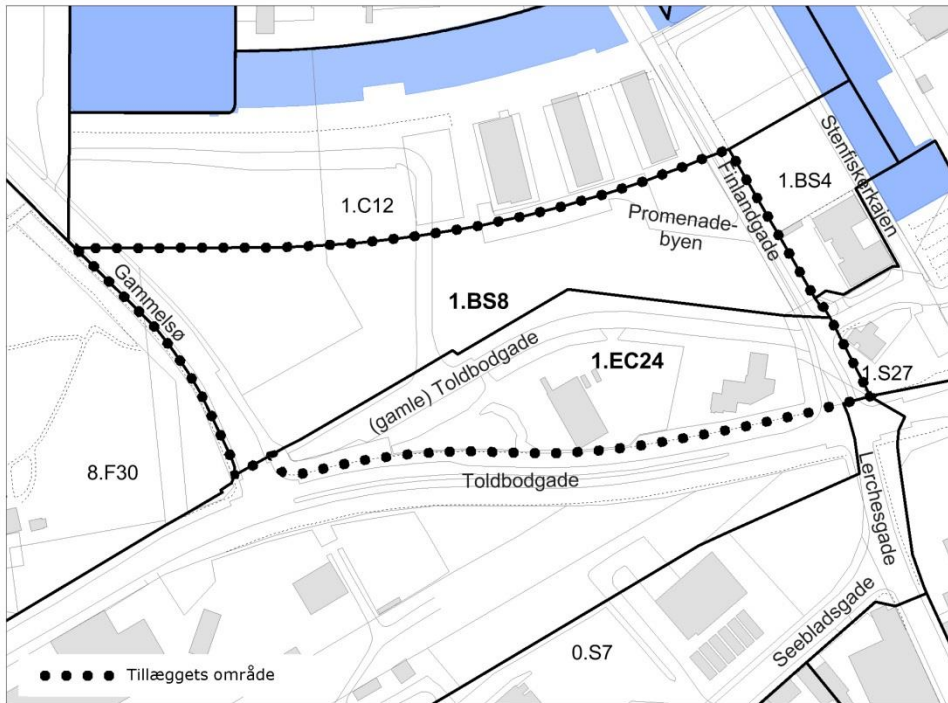 1.BS4
Stenfiskerkajen
Finlandgade
1.C12
Promenade-
byen
Gammelsø
1.BS8
(gamle) Toldbodgade
1.EC24
1.S27
8.F30
Toldbodgade
Lerchesgade
Seebladsgade
0.S7
Tillæggets område